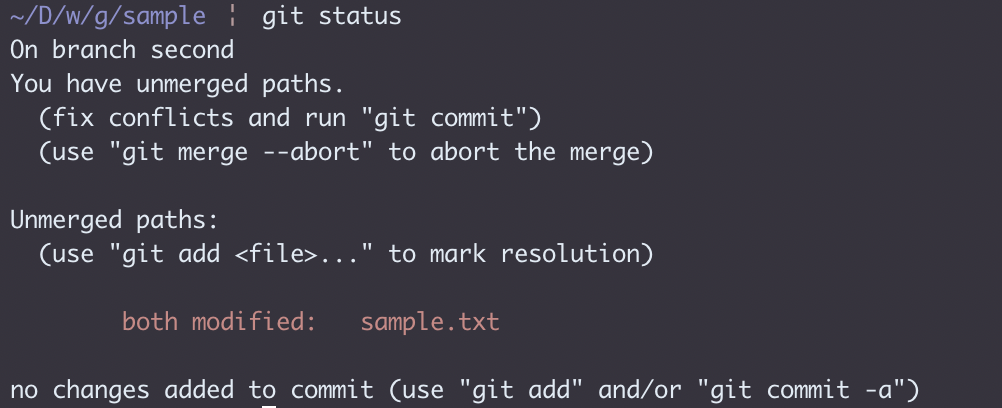 ~/D/w/g/sample ¦ git status
On branch second
You have unmerged paths.
  (fix conflicts and run "git commit")
  (use "git merge --abort" to abort the merge)

Unmerged paths:
  (use "git add <file>..." to mark resolution)

        both modified:   sample.txt

no changes added to commit (use "git add" and/or "git commit -a")